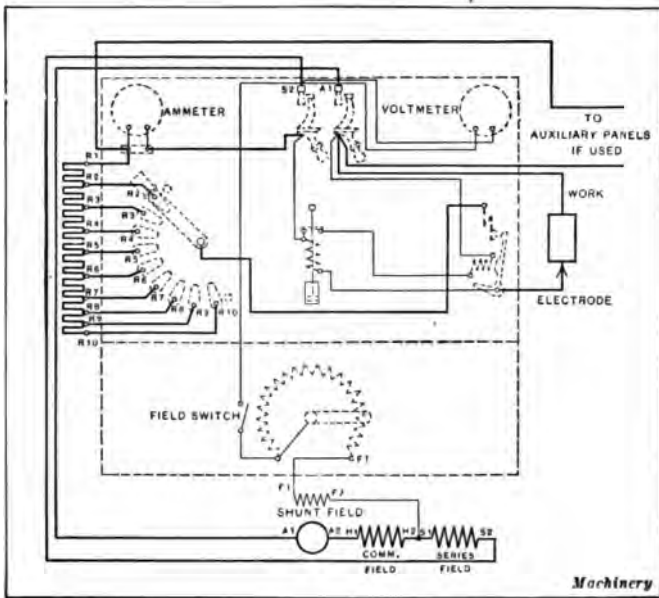 S2 A1
AMMETER
VOLTMETER
TO
AUXILIARY PANELS
IF USED
R1
R2
R3
R4
R5
R6
R7
R8
R9
R10
R2
R3
R4
R5
R6
R7
R8
R9
R10
WORK
ELECTRODE
FIELD SWITCH
FT
F1 F2
SHUNT FIELD
A1 A2 H1 H2 S1 S2
COMM. FIELD
SERIES FIELD
Machinery